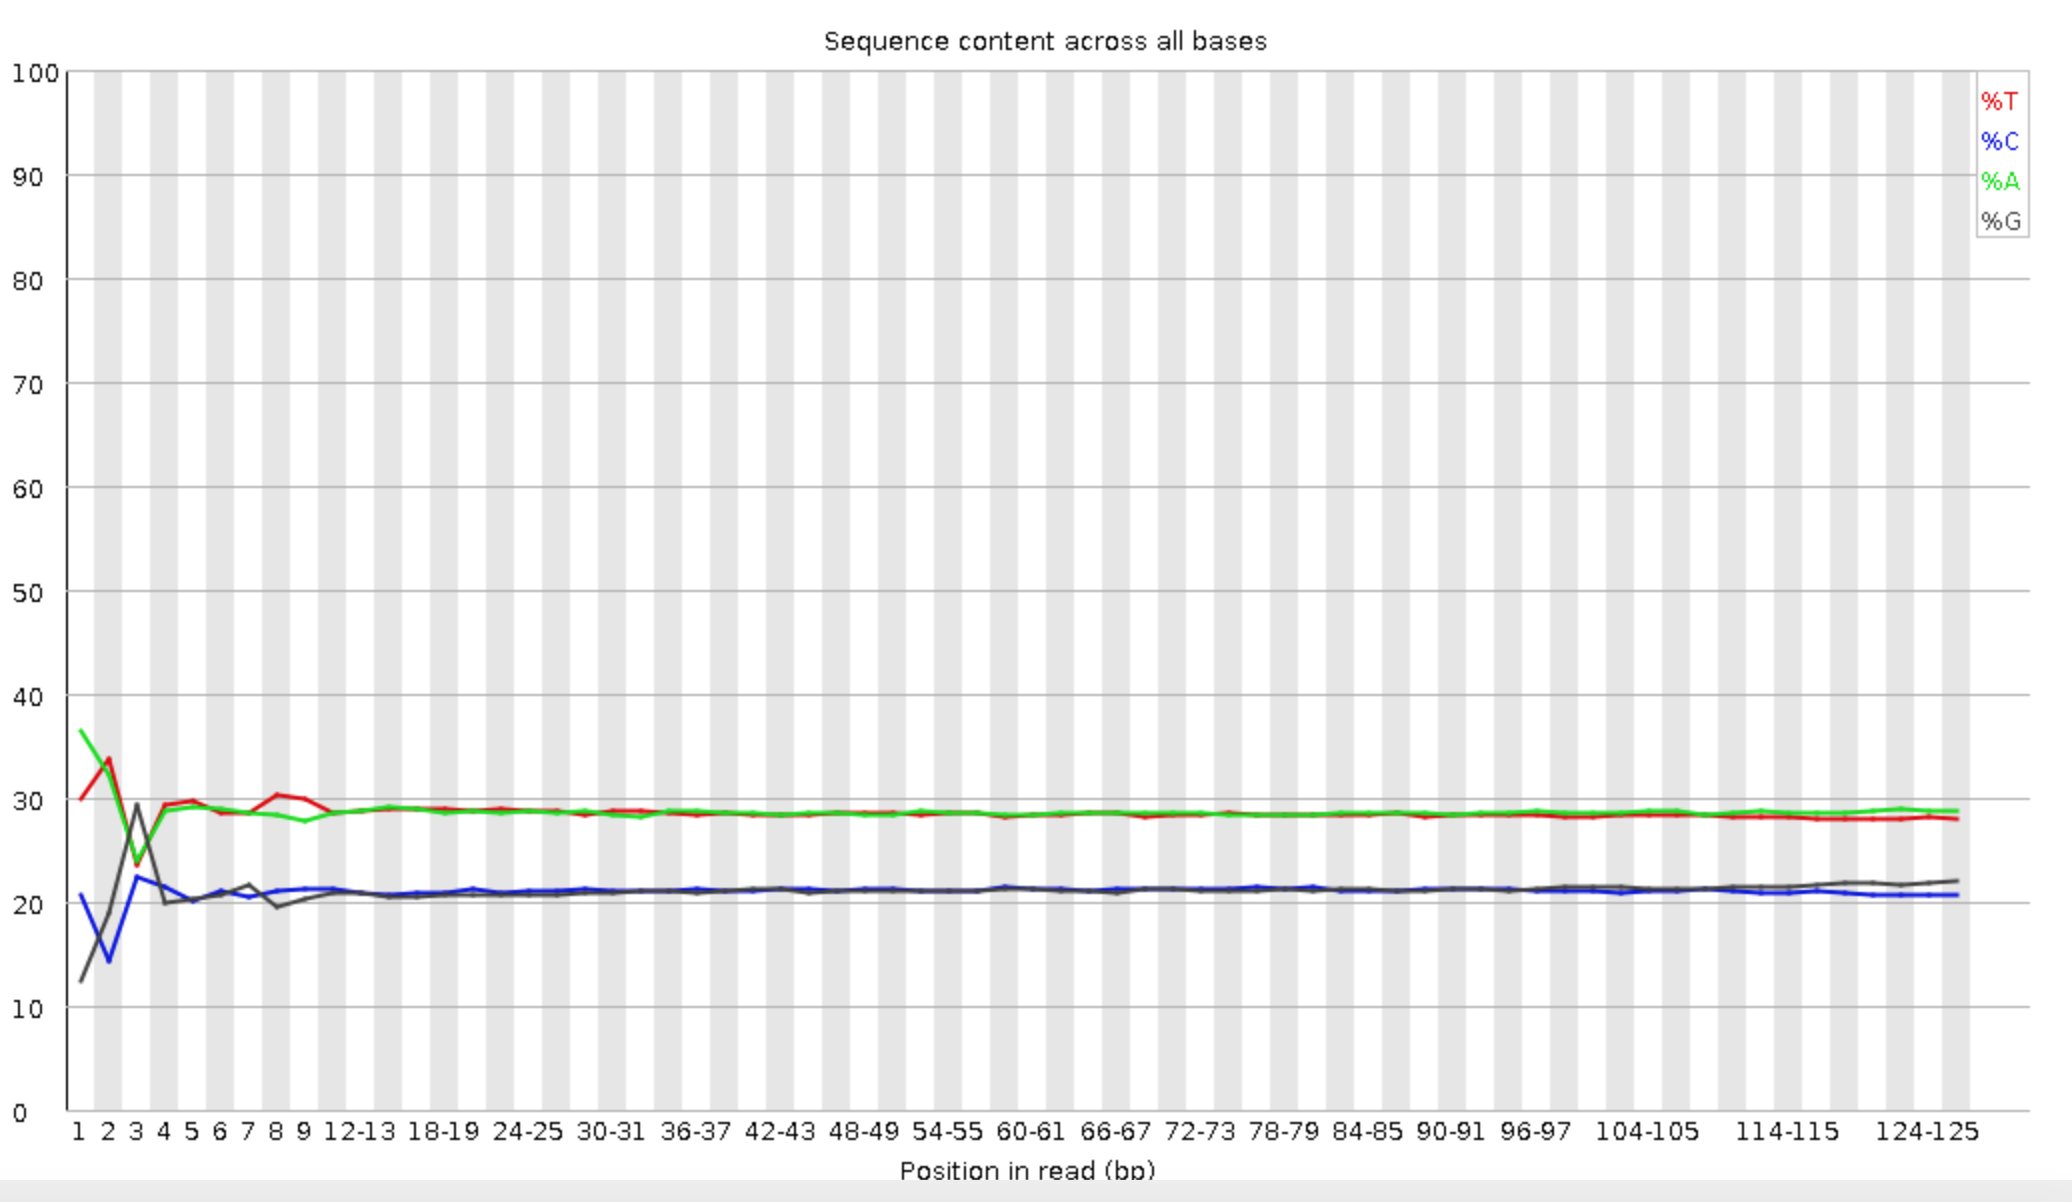 Sequence content across all bases
100
90
80
70
60
50
40
30
20
10
0
%T
%C
%A
%G
1 2 3 4 5 6 7 8 9 12-13 18-19 24-25 30-31 36-37 42-43 48-49 54-55 60-61 66-67 72-73 78-79 84-85 90-91 96-97 104-105 114-115 124-125
Position in read (bp)